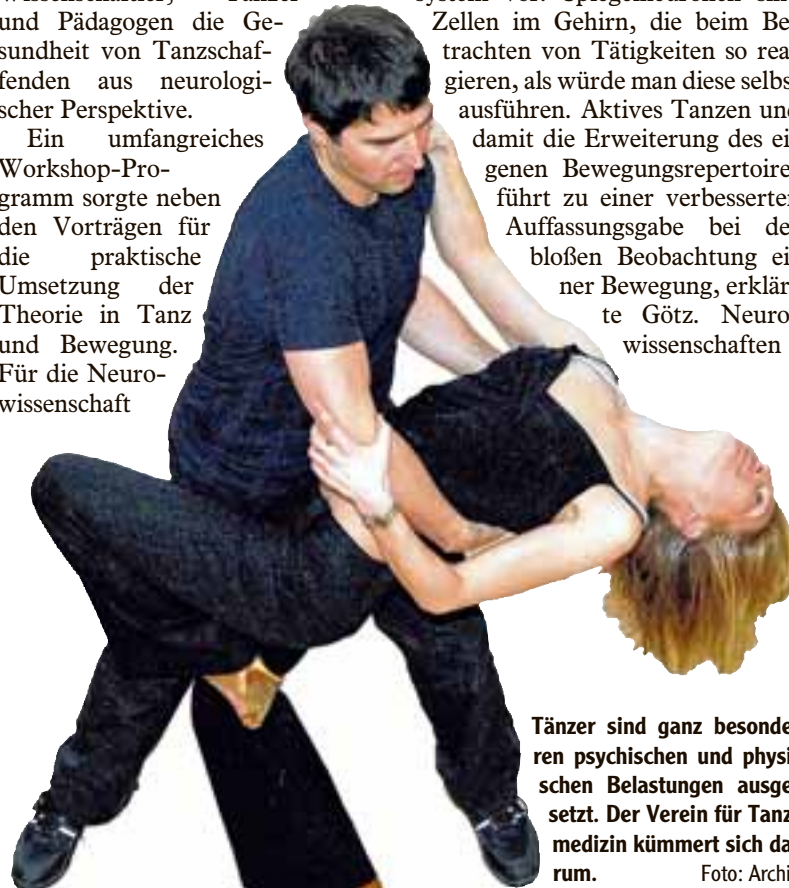 und Pädagogen die Ge-
sundheit von Tanzschaf-
fenden aus neurologi-
scher Perspektive.
Ein umfangreiches
Workshop-Pro-
gramm sorgte neben
den Vorträgen für
die praktische
Umsetzung der
Theorie in Tanz
und Bewegung.
Für die Neuro-
wissenschaft
Zellen im Gehirn, die beim Be
trachten von Tätigkeiten so rea
gieren, als würde man diese selbs
ausführen. Aktives Tanzen und
damit die Erweiterung des ei
genen Bewegungsrepertoire
führt zu einer verbesserten
Auffassungsgabe bei de
bloßen Beobachtung ei
ner Bewegung, erklär
te Götz. Neuro
wissenschaften
Tänzer sind ganz besonde
ren psychischen und physi
schen Belastungen ausge
setzt. Der Verein für Tanz
medizin kümmert sich da
rum. Foto: Archi